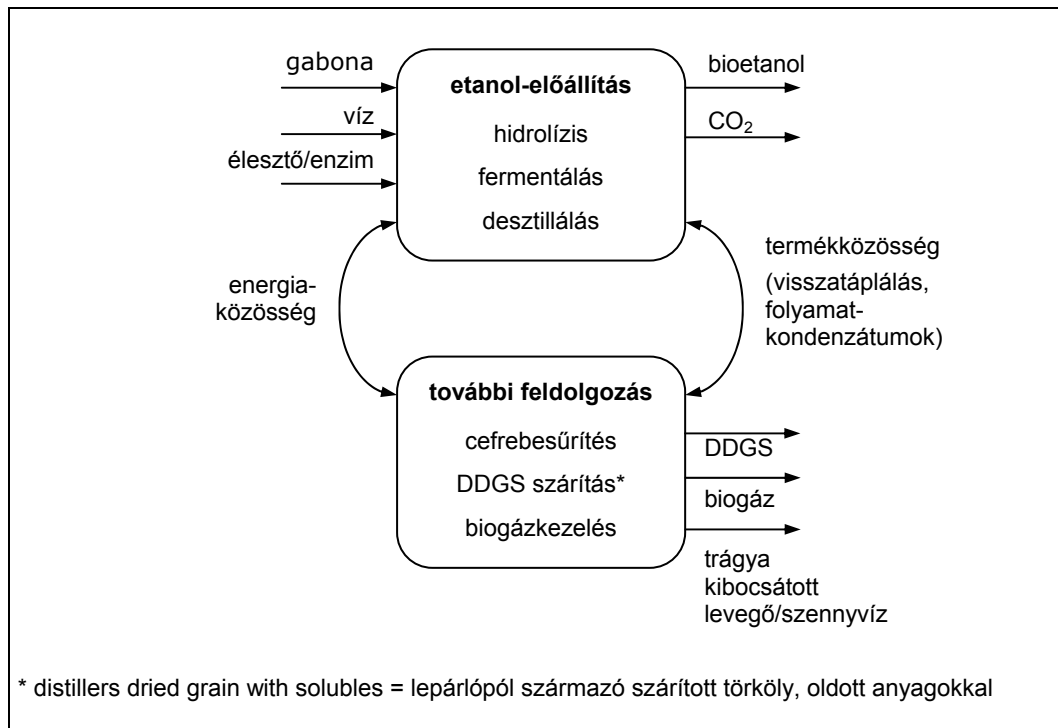 gabona
víz
élesztő/enzim
etanol-előállítás
hidrolízis
fermentálás
desztillálás
bioetanol
CO₂
energia-
közösség
termékközösség
(visszatáplálás,
folyamat-
kondenzátumok)
további feldolgozás
cefrebesűrítés
DDGS szárítás*
biogázkezelés
DDGS
biogáz
trágya
kibocsátott
levegő/szennyvíz
* distillers dried grain with solubles = lepárlópól származó szárított törköly, oldott anyagokkal